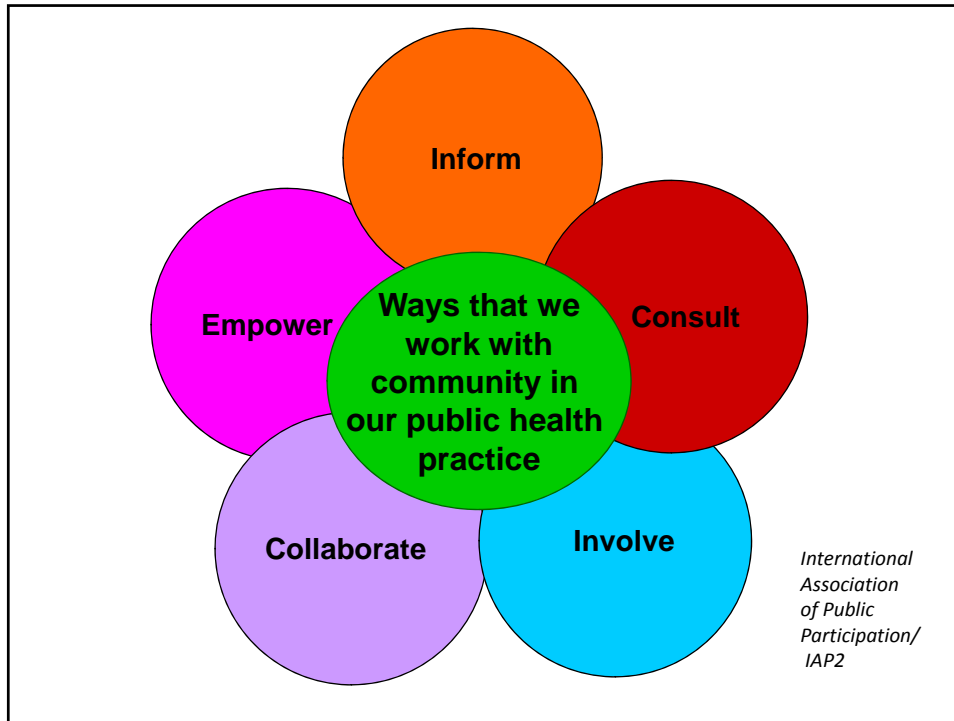 Inform
Consult
Empower
Ways that we
work with
community in
our public health
practice
Collaborate
Involve
International
Association
of Public
Participation/
IAP2